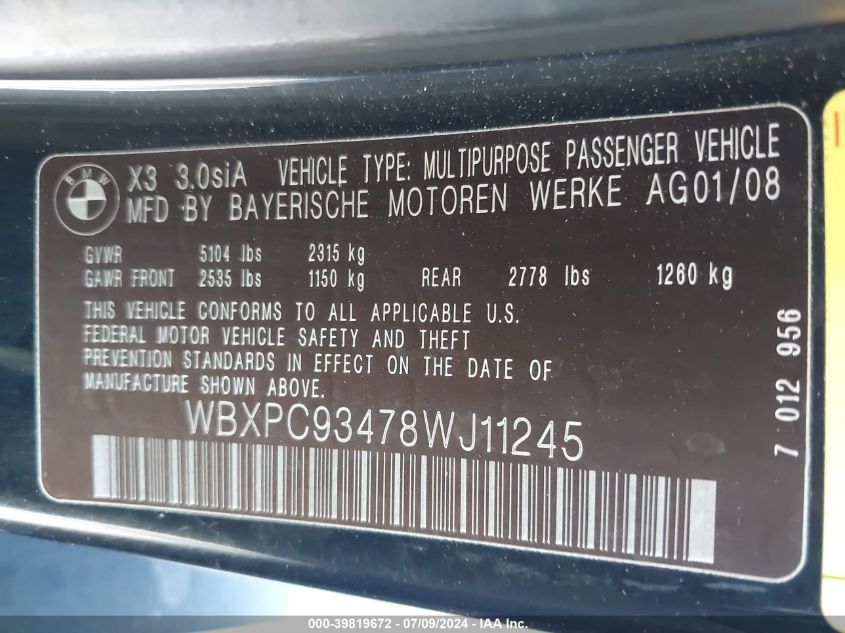 BMW
X3 3.0siA VEHICLE TYPE: MULTIPURPOSE PASSENGER VEHICLE
MFD BY BAYERISCHE MOTOREN WERKE AG01/08
GVWR 5104 lbs 2315 kg
GAWR FRONT 2535 lbs 1150 kg REAR 2778 lbs 1260 kg
THIS VEHICLE CONFORMS TO ALL APPLICABLE U.S.
FEDERAL MOTOR VEHICLE SAFETY AND THEFT
PREVENTION STANDARDS IN EFFECT ON THE DATE OF
MANUFACTURE SHOWN ABOVE.
WBXPC93478WJ11245
7 012 956
000-39819672 - 07/09/2024 - IAA Inc.